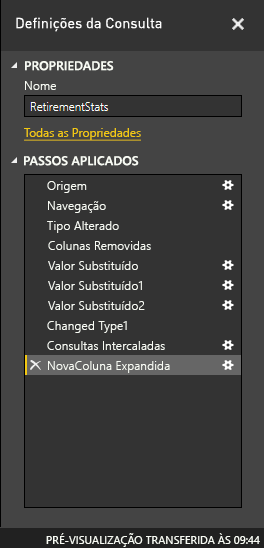 Definições da Consulta
PROPRIEDADES
Nome
RetirementStats
Todas as Propriedades
PASSOS APLICADOS
Origem
Navegação
Tipo Alterado
Colunas Removidas
Valor Substituído
Valor Substituído1
Valor Substituído2
Changed Type1
Consultas Intercaladas
NovaColuna Expandida
PRÉ-VISUALIZAÇÃO TRANSFERIDA ÀS 09:44